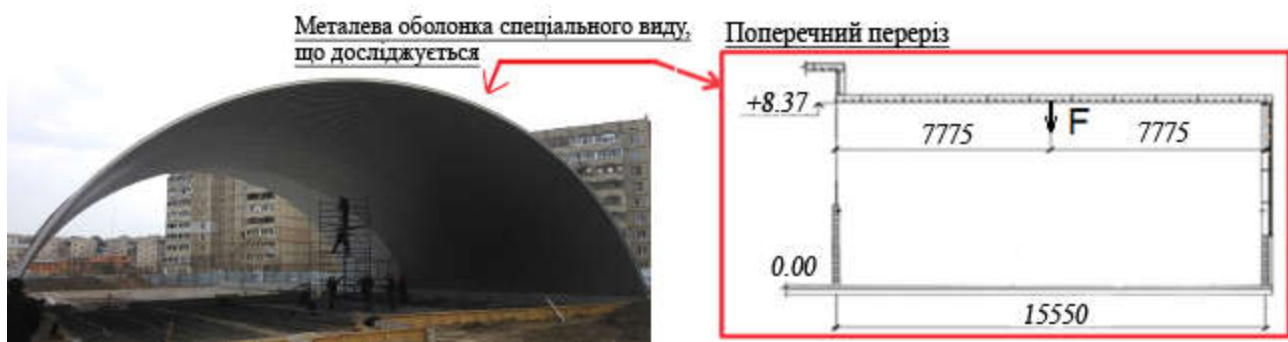 Металева оболонка спеціального виду,
що досліджується
Поперечний переріз
+8.37
F
7775
7775
0.00
15550